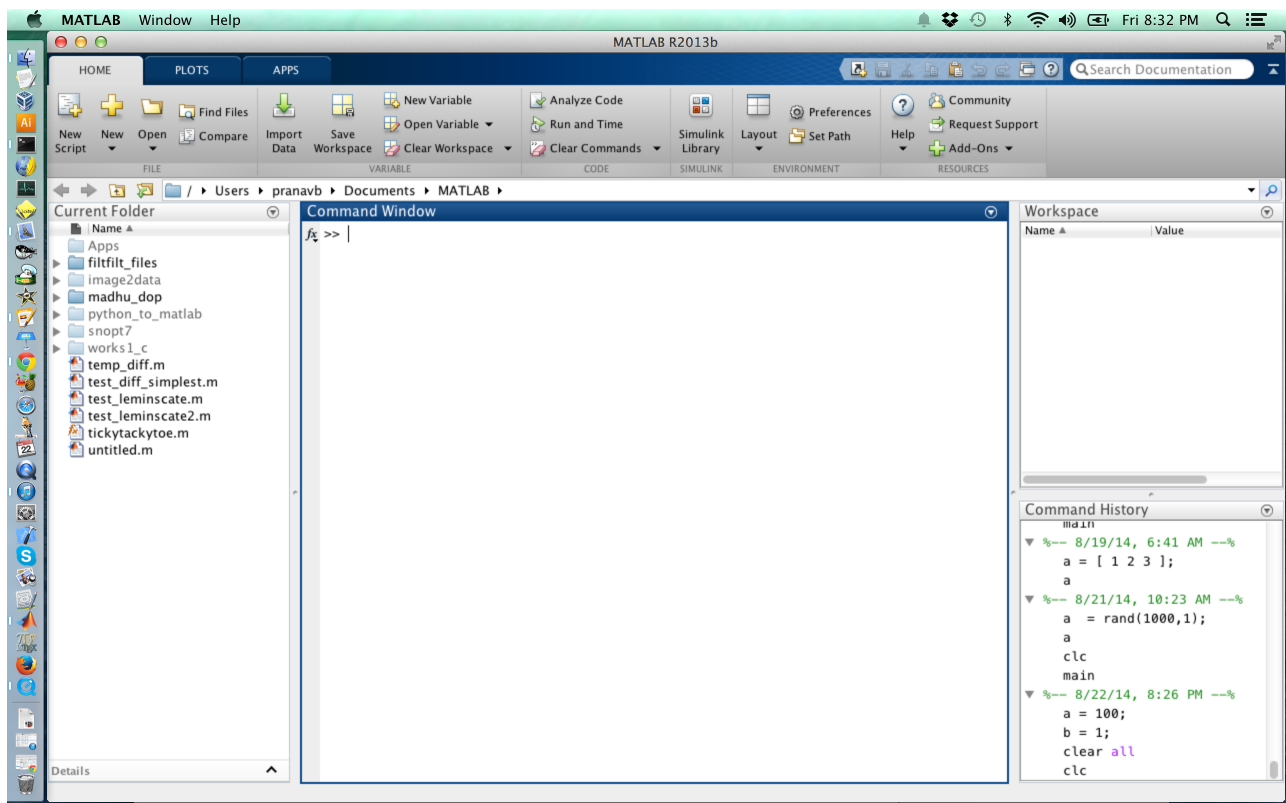 MATLAB Window Help Fri 8:32 PM
MATLAB R2013b
HOME PLOTS APPS Search Documentation
New Script New Open Find Files Compare Import Data Save Workspace New Variable Open Variable Clear Workspace Analyze Code Run and Time Clear Commands Simulink Library Layout Preferences Set Path Help Community Request Support Add-Ons
FILE VARIABLE CODE SIMULINK ENVIRONMENT RESOURCES
/ Users pranavb Documents MATLAB
Current Folder
Name
Apps
filtfilt_files
image2data
madhu_dop
python_to_matlab
snopt7
works1_c
temp_diff.m
test_diff_simplest.m
test_leminscate.m
test_leminscate2.m
tickytackytoe.m
untitled.m
Details
Command Window
fx >>
Workspace
Name Value
Command History
main
%-- 8/19/14, 6:41 AM --%
a = [ 1 2 3 ];
a
%-- 8/21/14, 10:23 AM --%
a  = rand(1000,1);
a
clc
main
%-- 8/22/14, 8:26 PM --%
a = 100;
b = 1;
clear all
clc
Ai
22
S